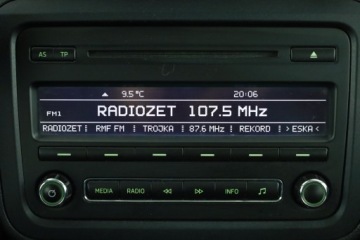 AS TP
9.5 °C 20:06
FM1 RADIOZET 107.5 MHz
RADIOZET RMF FM TROJKA 87.6 MHz REKORD >ESKA<
MEDIA RADIO INFO